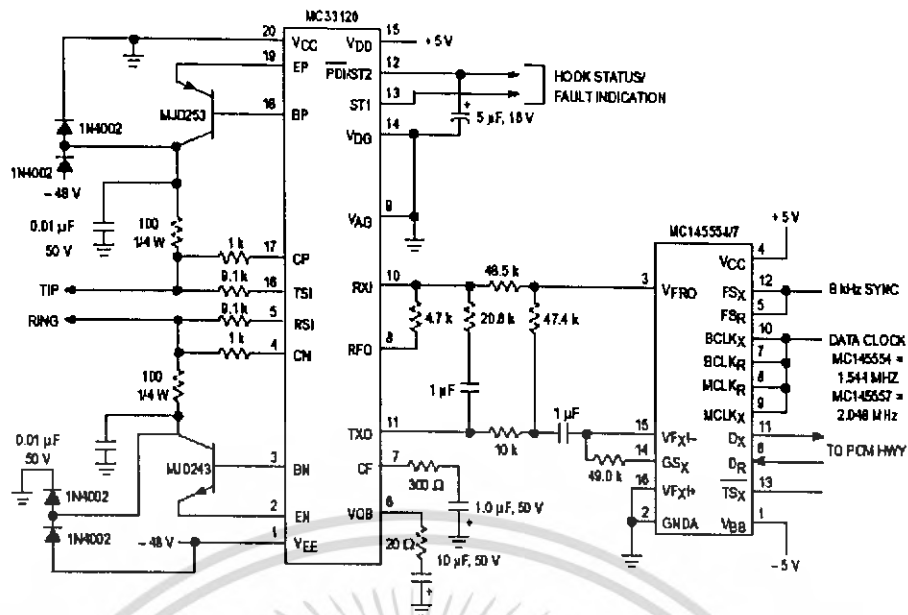 MC33120
20
VCC
19
EP
16
BP
MJD253
1N4002
1N4002
– 48 V
0.01 µF
50 V
100
1/4 W
1 k
17
CP
9.1 k
16
TSI
TIP
RING
9.1 k
5
RSI
1 k
4
CN
100
1/4 W
0.01 µF
50 V
MJD243
3
BN
1N4002
2
EN
– 48 V
1
VEE
1N4002
15
VDD
+ 5 V
12
PDI/ST2
13
ST1
HOOK STATUS/
FAULT INDICATION
14
VDG
5 µF, 16 V
9
VAG
10
RXI
48.5 k
4.7 k
20.8 k
47.4 k
8
RFO
1 µF
11
TXO
10 k
1 µF
49.0 k
7
CF
300 Ω
1.0 µF, 50 V
6
VQB
20 Ω
10 µF, 50 V
MC145554/7
+ 5 V
4
VCC
3
VFRO
12
FSX
8 kHz SYNC
5
FSR
10
BCLKX
DATA CLOCK
MC145554 =
1.544 MHZ
MC145557 =
2.048 MHz
7
BCLKR
8
MCLKR
9
MCLKX
15
VFXI–
11
DX
TO PCM HWY
14
GSX
6
DR
16
VFXI+
13
TSX
2
GNDA
1
VBB
– 5 V